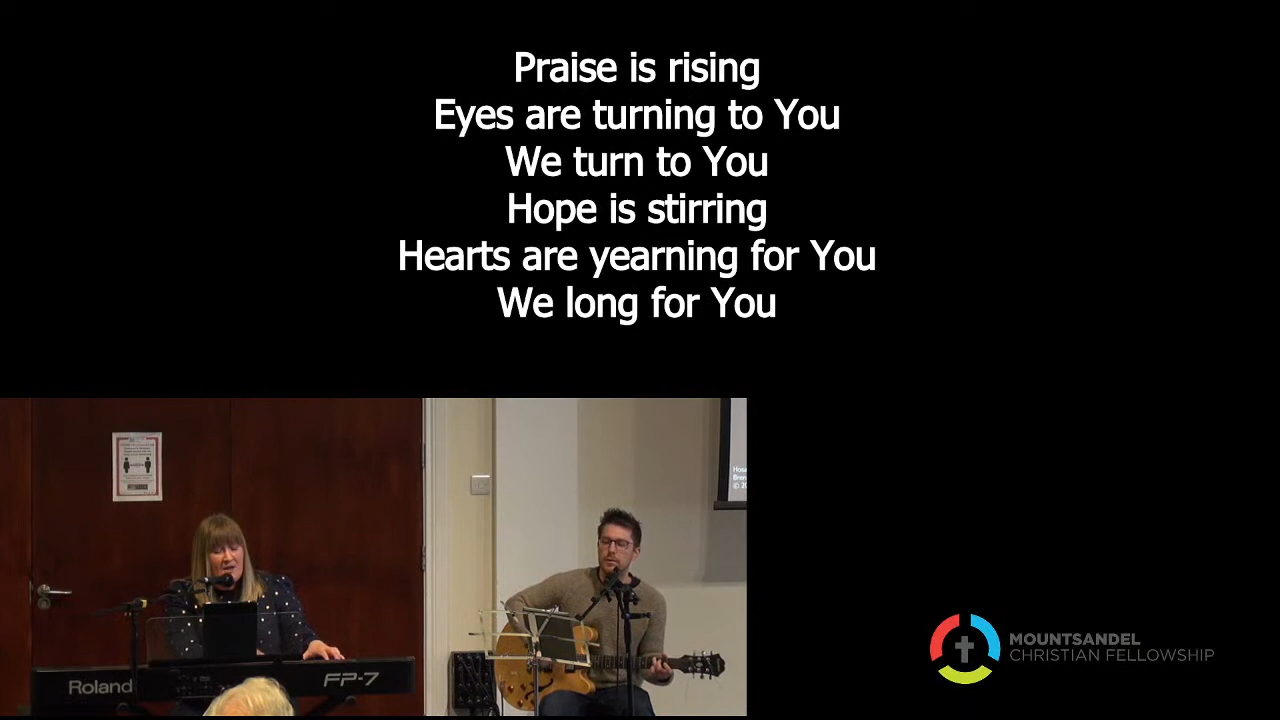 Praise is rising
Eyes are turning to You
We turn to You
Hope is stirring
Hearts are yearning for You
We long for You
Roland
FP-7
MOUNTSANDEL
CHRISTIAN FELLOWSHIP